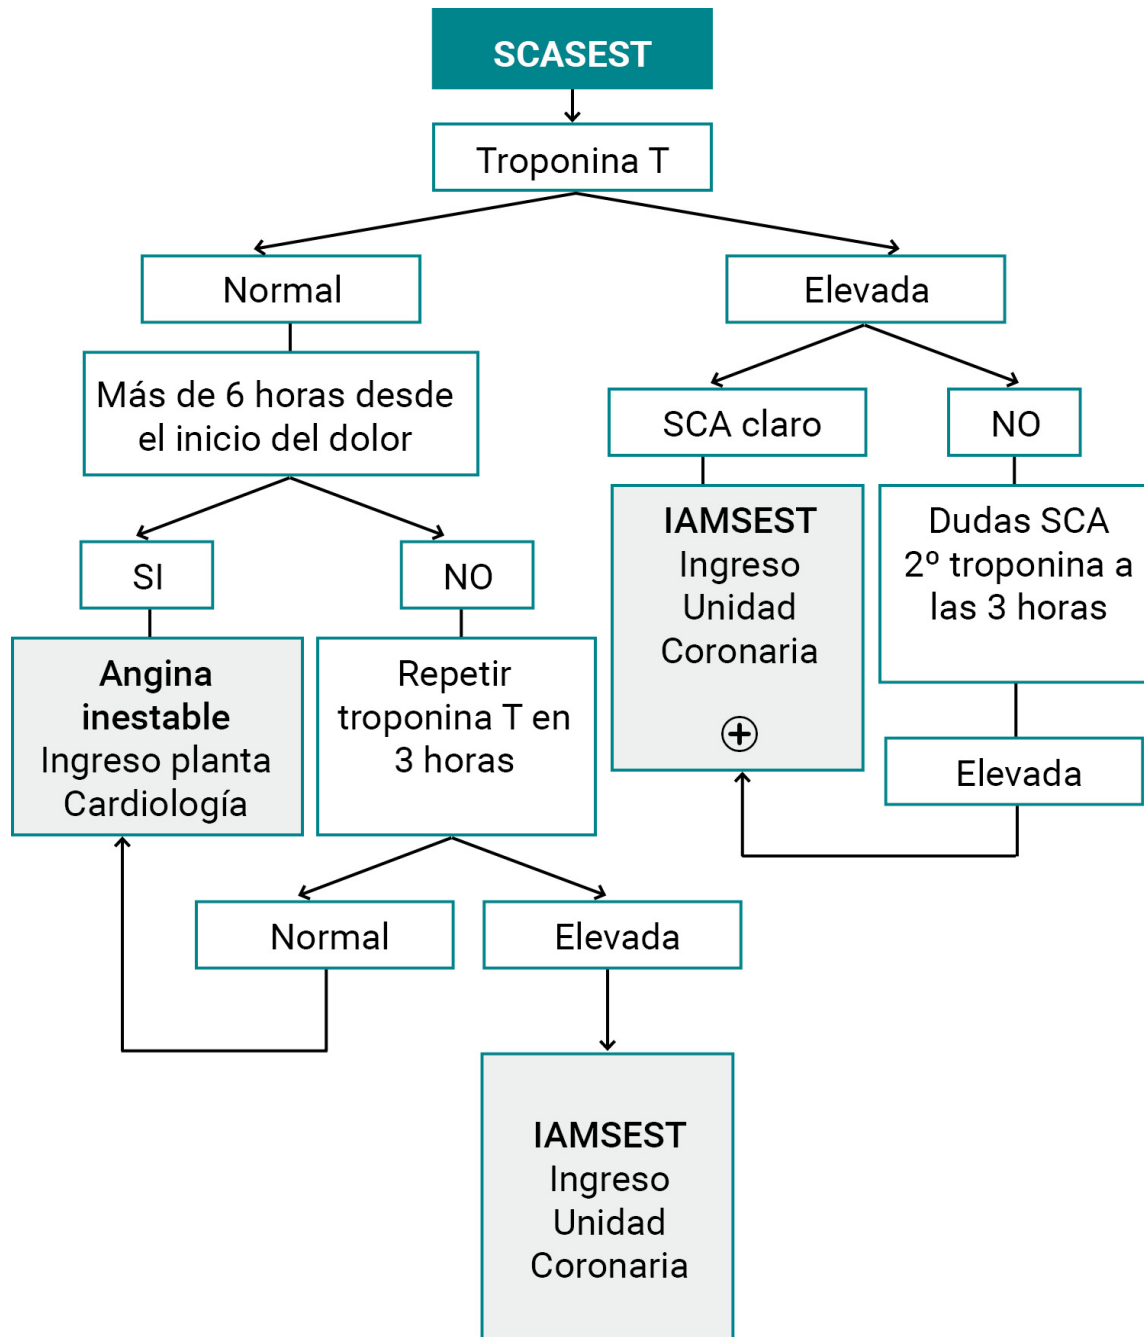 SCASEST
Troponina T
Normal
Elevada
Más de 6 horas desde
el inicio del dolor
SCA claro
NO
SI
NO
IAMSEST
Ingreso
Unidad
Coronaria
Dudas SCA
2º troponina a
las 3 horas
Angina
inestable
Ingreso planta
Cardiología
Repetir
troponina T en
3 horas
Elevada
Normal
Elevada
IAMSEST
Ingreso
Unidad
Coronaria